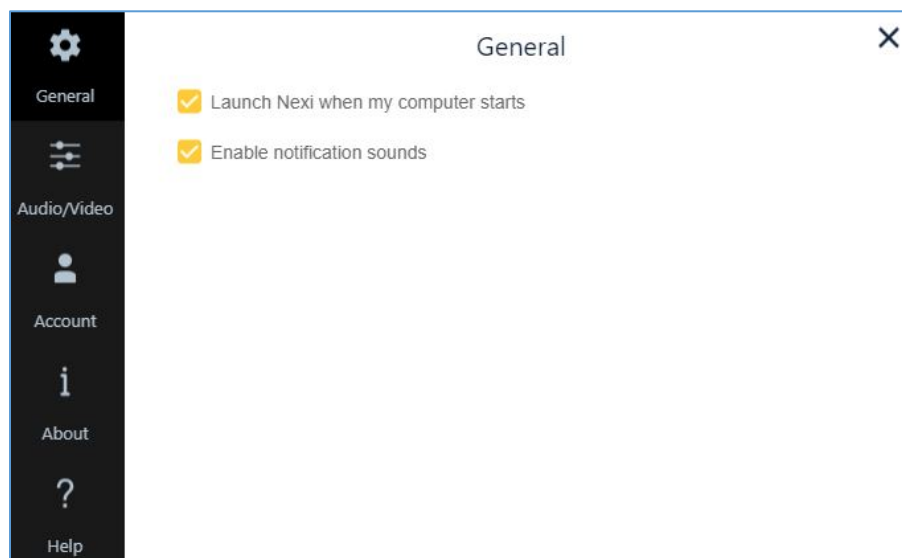 General
General
Launch Nexi when my computer starts
Enable notification sounds
Audio/Video
Account
About
Help